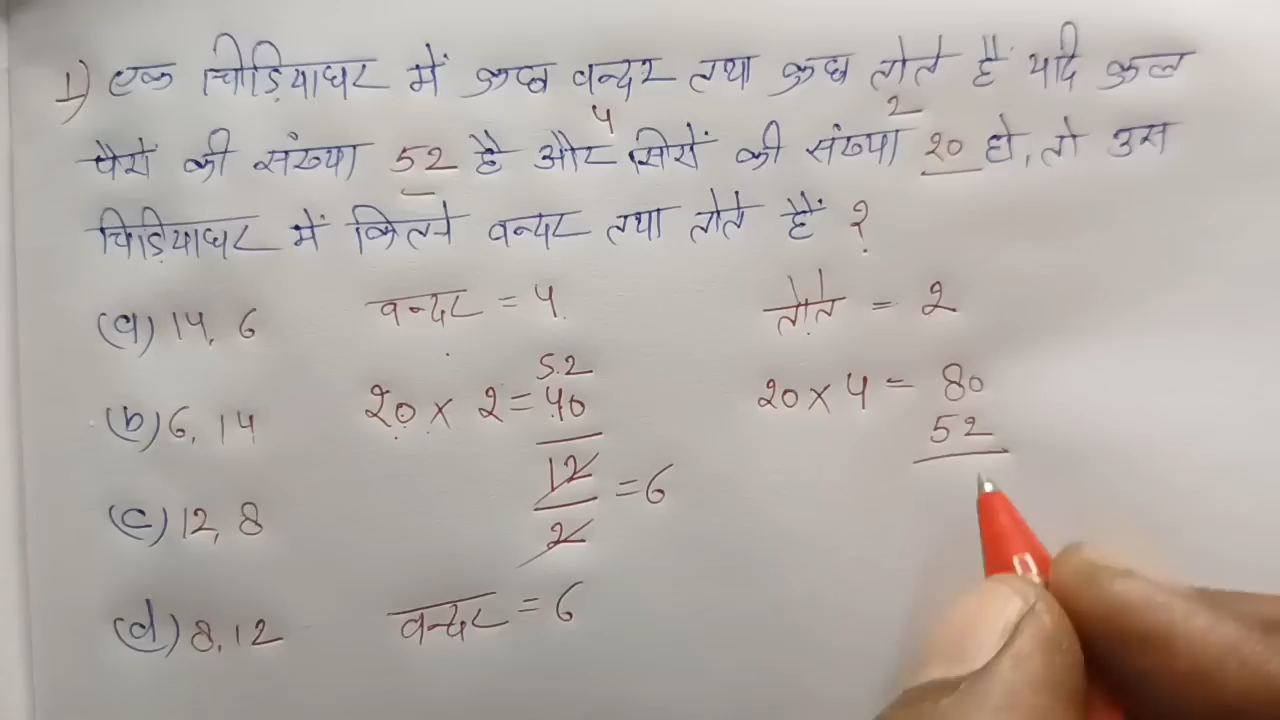 1) एक चिड़ियाघर में कुछ बन्दर तथा कुछ तोते है यदि कुल
4 2
पैरों की संख्या 52 है और सिरों की संख्या 20 हो, तो उस
चिड़ियाघर में कितने बन्दर तथा तोते हैं ?
(a) 14, 6
बन्दर = 4
तोते = 2
52
20 × 2 = 40
20 × 4 = 80
(b) 6, 14
52
12 = 6
2
(c) 12, 8
(d) 8, 12
बन्दर = 6